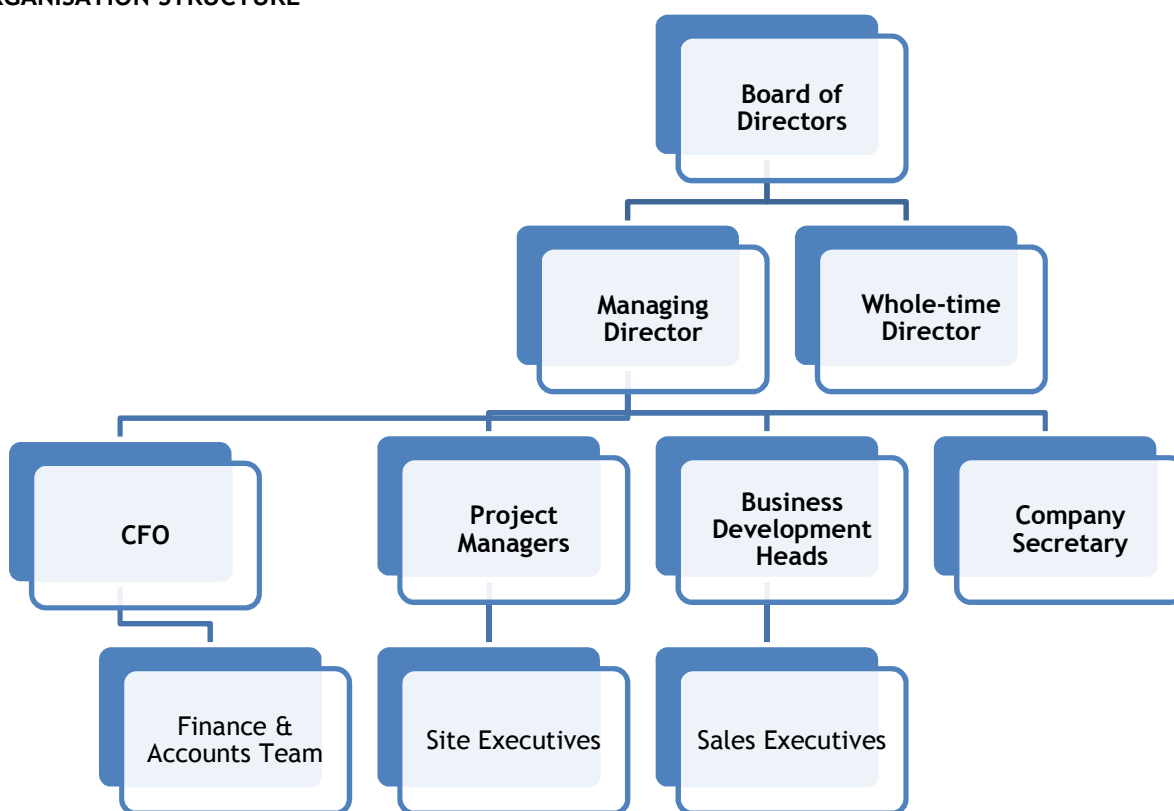 STRUCTURE
Board of
Directors
Managing
Director
Whole-time
Director
CFO
Project
Managers
Business
Development
Heads
Company
Secretary
Finance &
Accounts Team
Site Executives
Sales Executives